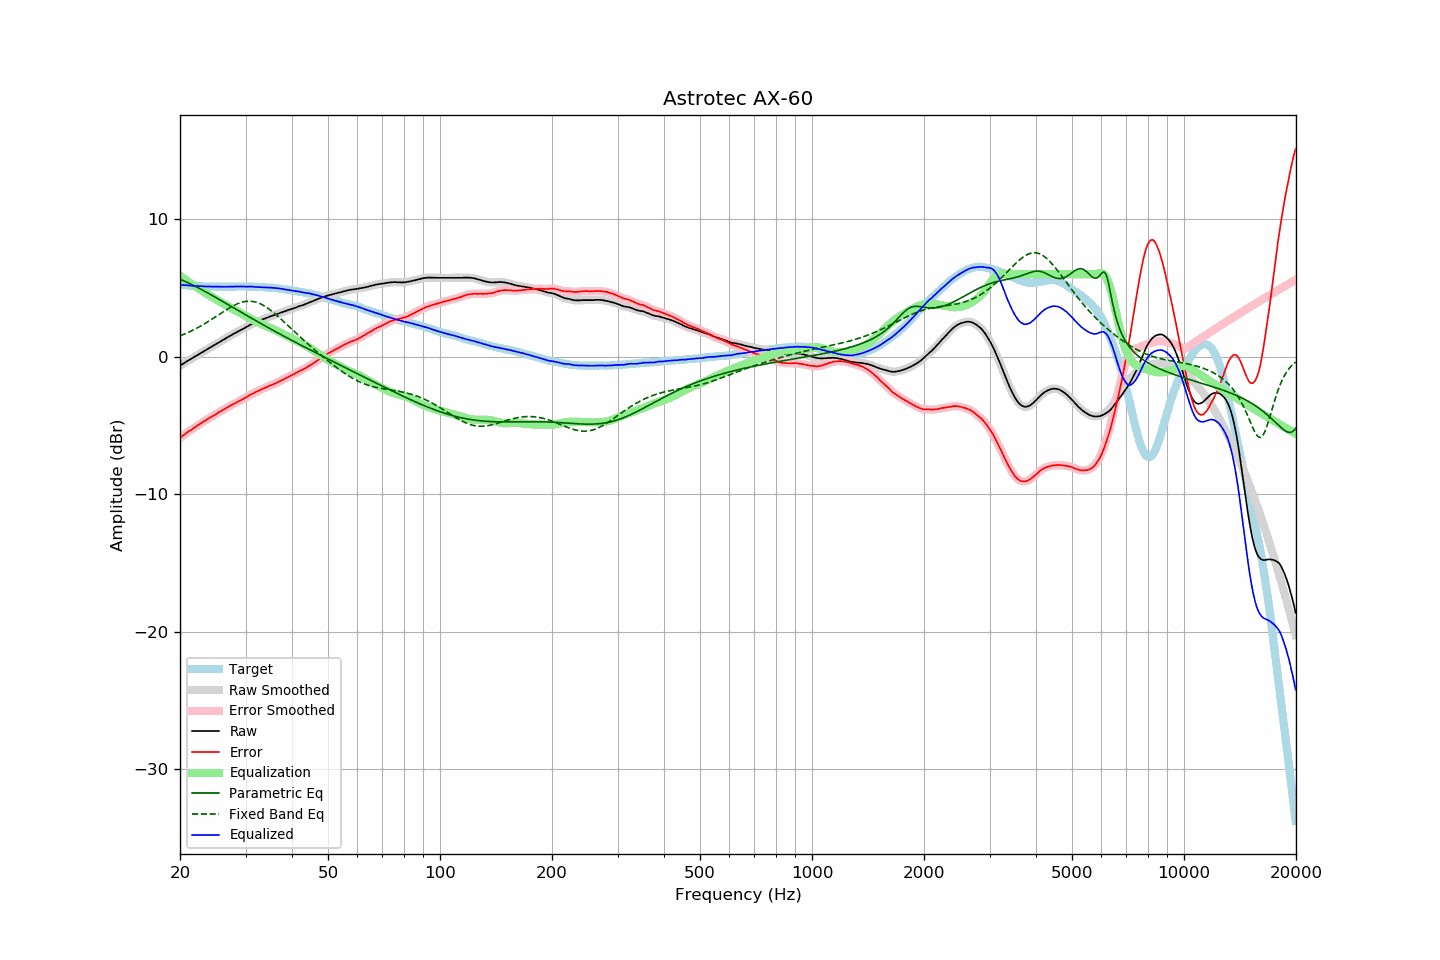 Astrotec AX-60
Amplitude (dBr)
10
0
−10
−20
−30
Target
Raw Smoothed
Error Smoothed
Raw
Error
Equalization
Parametric Eq
Fixed Band Eq
Equalized
20 50 100 200 500 1000 2000 5000 10000 20000
Frequency (Hz)